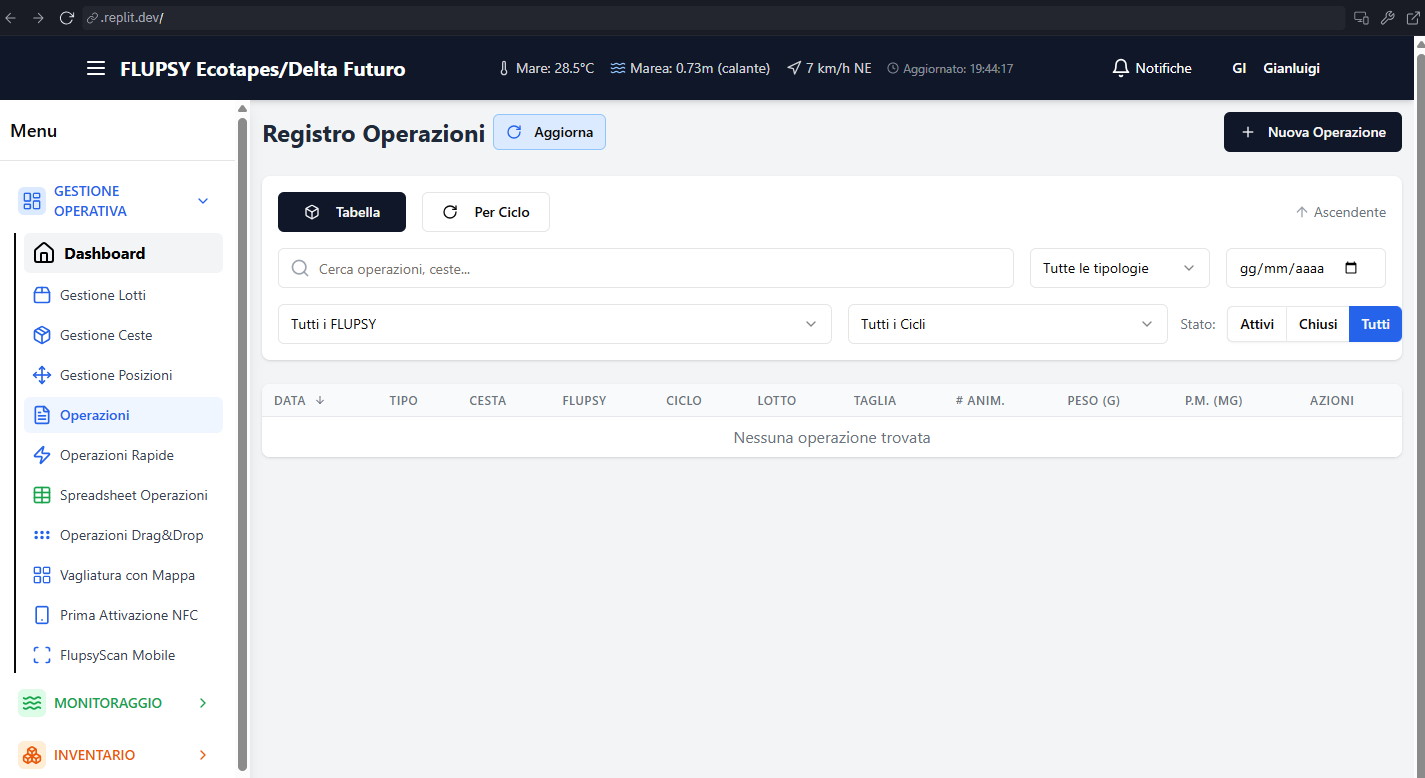 .replit.dev/
FLUPSY Ecotapes/Delta Futuro
Mare: 28.5°C
Marea: 0.73m (calante)
7 km/h NE
Aggiornato: 19:44:17
Notifiche
GI
Gianluigi
Menu
GESTIONE
OPERATIVA
Dashboard
Gestione Lotti
Gestione Ceste
Gestione Posizioni
Operazioni
Operazioni Rapide
Spreadsheet Operazioni
Operazioni Drag&Drop
Vagliatura con Mappa
Prima Attivazione NFC
FlupsyScan Mobile
MONITORAGGIO
INVENTARIO
Registro Operazioni
Aggiorna
Nuova Operazione
Tabella
Per Ciclo
Ascendente
Cerca operazioni, ceste...
Tutte le tipologie
gg/mm/aaaa
Tutti i FLUPSY
Tutti i Cicli
Stato:
Attivi
Chiusi
Tutti
DATA
TIPO
CESTA
FLUPSY
CICLO
LOTTO
TAGLIA
# ANIM.
PESO (G)
P.M. (MG)
AZIONI
Nessuna operazione trovata